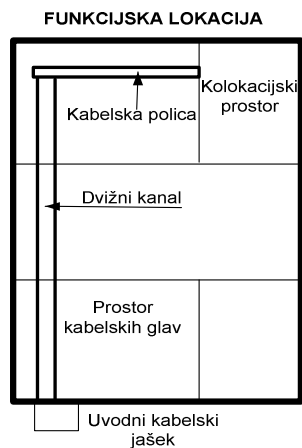 FUNKCIJSKA LOKACIJA
Kolokacijski
prostor
Kabelska polica
Dvižni kanal
Prostor
kabelskih glav
Uvodni kabelski
jašek